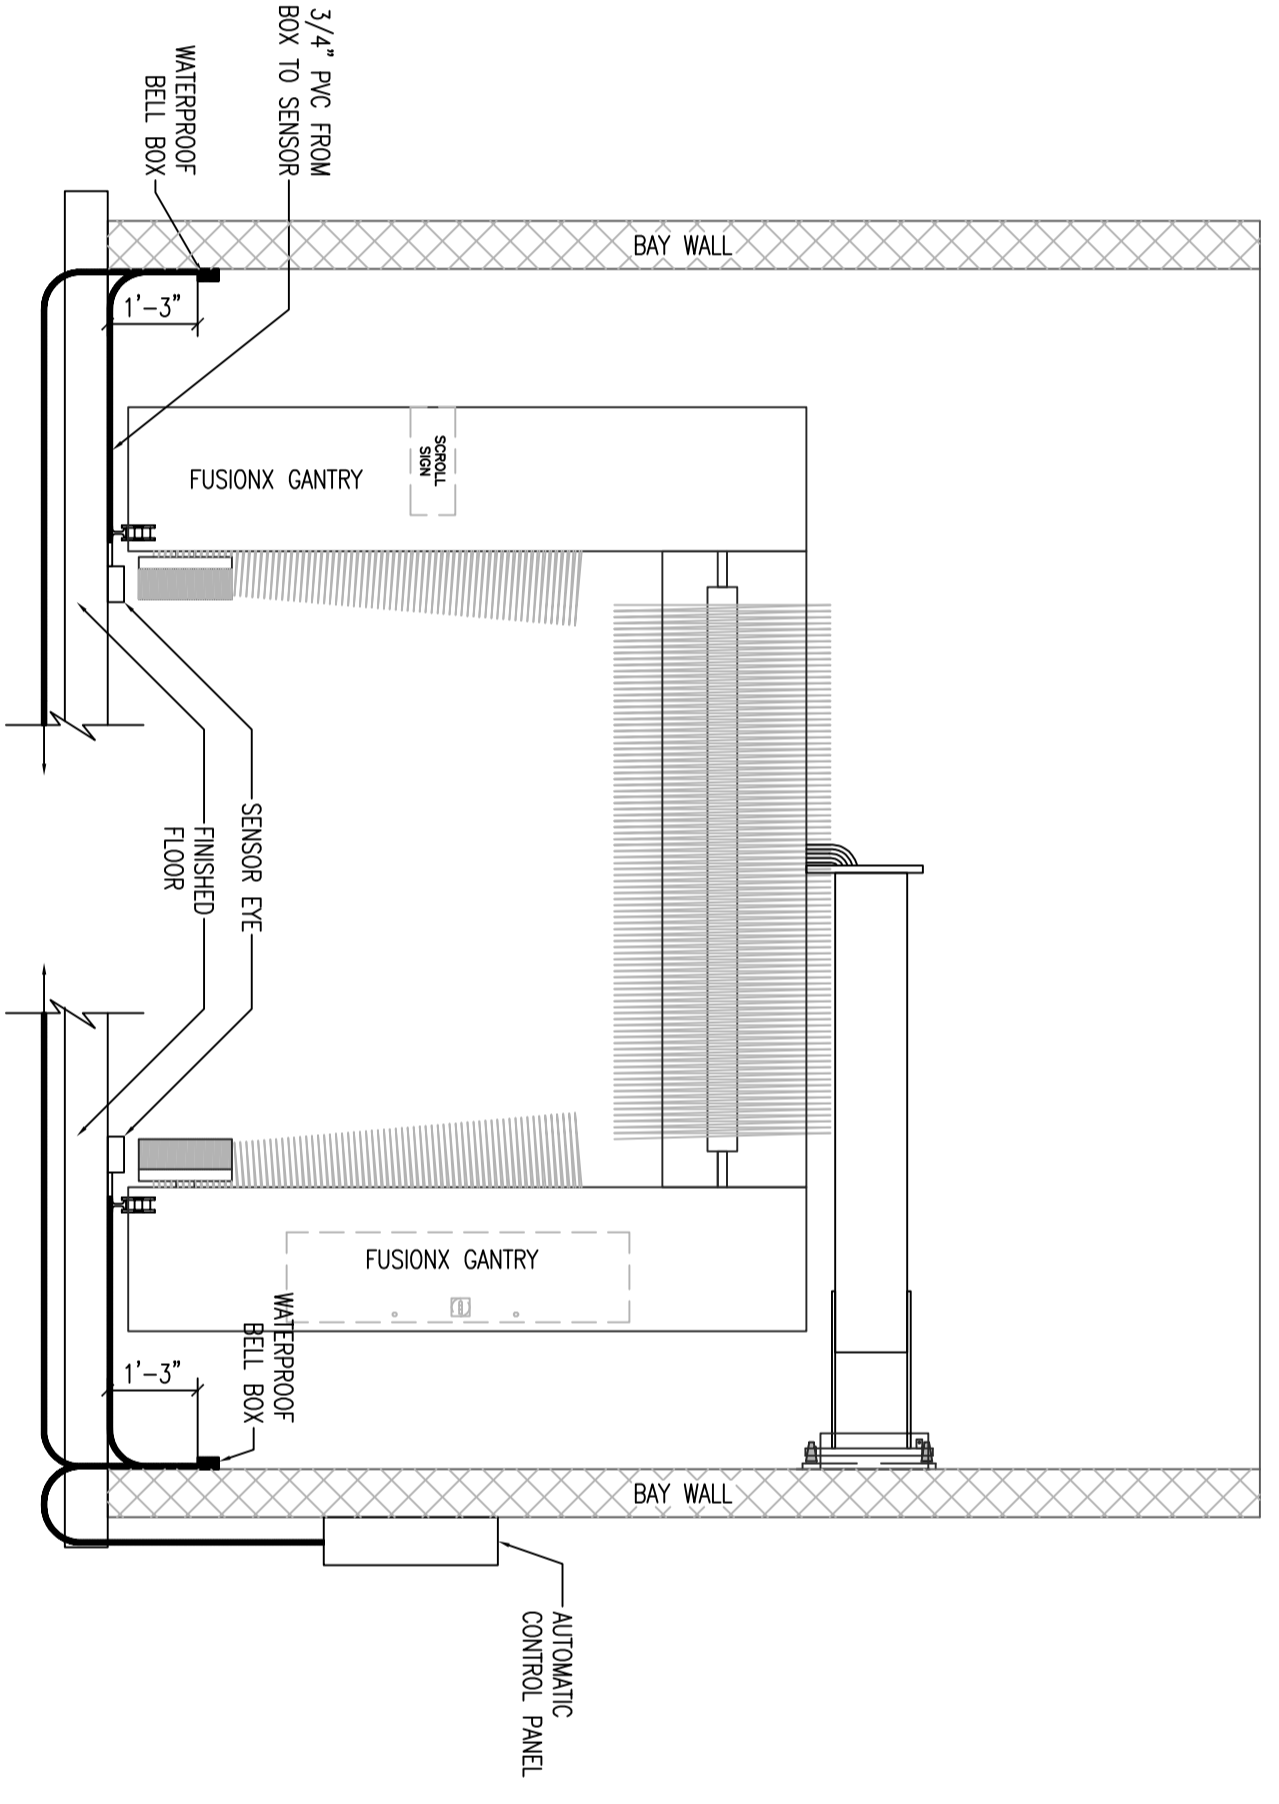 3/4" PVC FROM
BOX TO SENSOR
WATERPROOF
BELL BOX
BAY WALL
1'-3"
SCROLL
SIGN
FUSIONX GANTRY
SENSOR EYE
FINISHED
FLOOR
FUSIONX GANTRY
WATERPROOF
BELL BOX
1'-3"
BAY WALL
AUTOMATIC
CONTROL PANEL